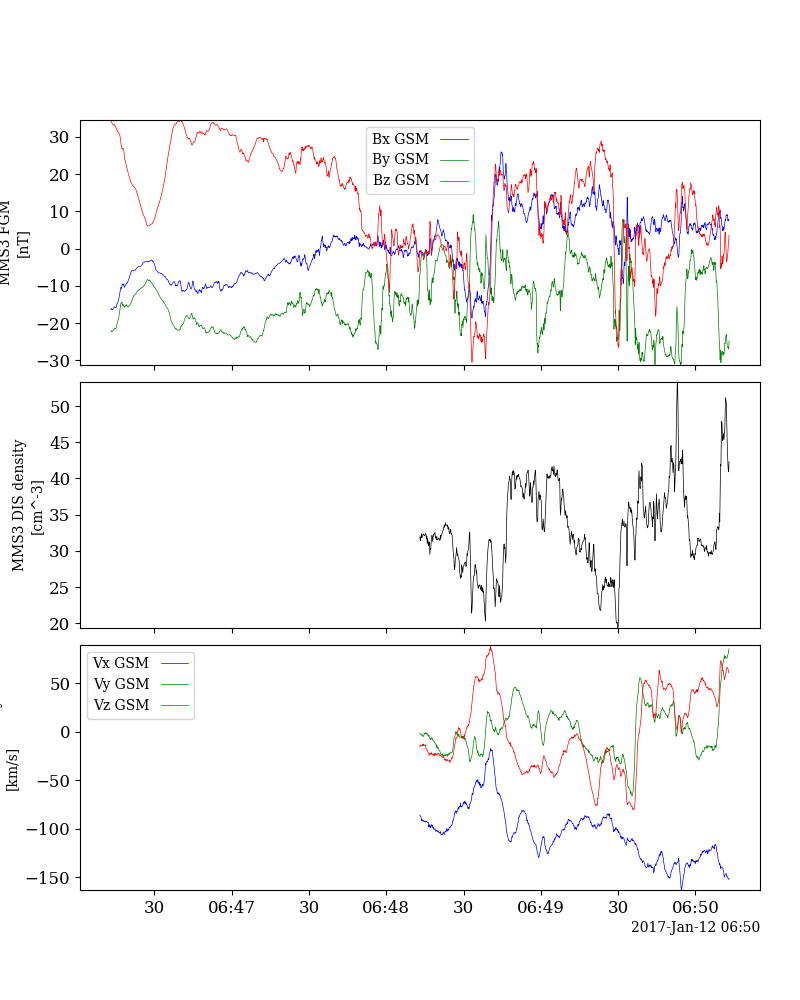 MMS3 FGM
[nT]
30
20
10
0
−10
−20
−30
Bx GSM
By GSM
Bz GSM
MMS3 DIS density
[cm^-3]
50
45
40
35
30
25
20
[km/s]
50
0
−50
−100
−150
Vx GSM
Vy GSM
Vz GSM
30 06:47 30 06:48 30 06:49 30 06:50
2017-Jan-12 06:50